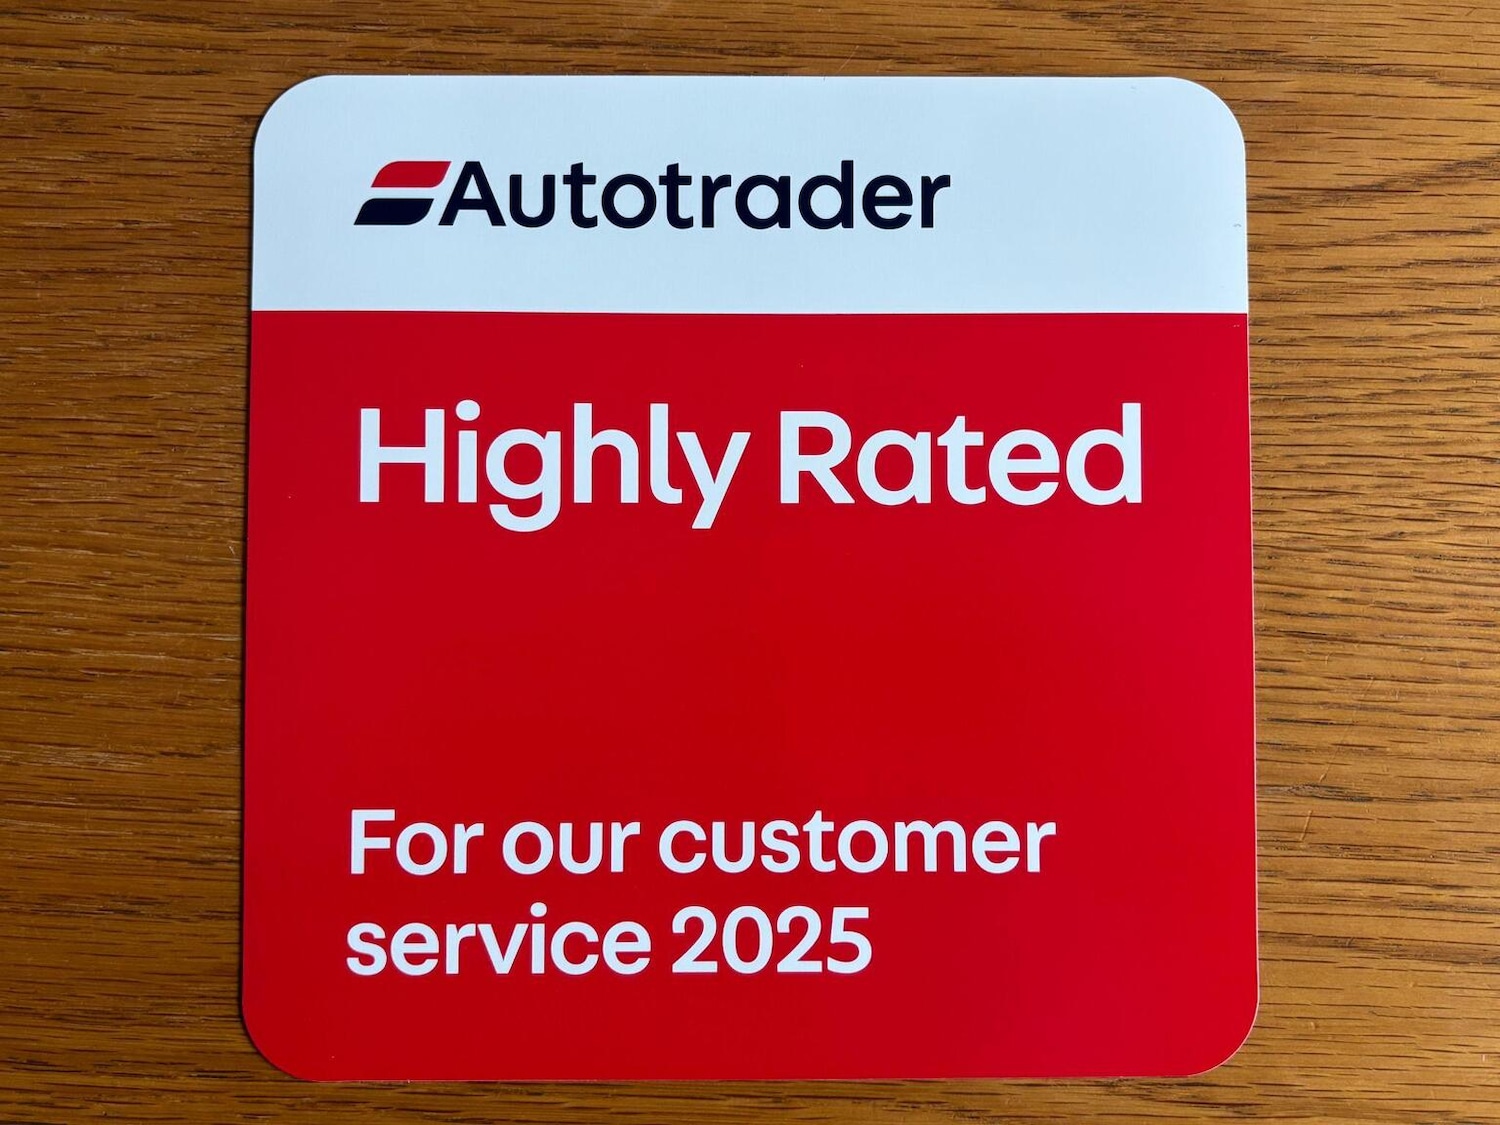 Autotrader
Highly Rated
For our customer
service 2025